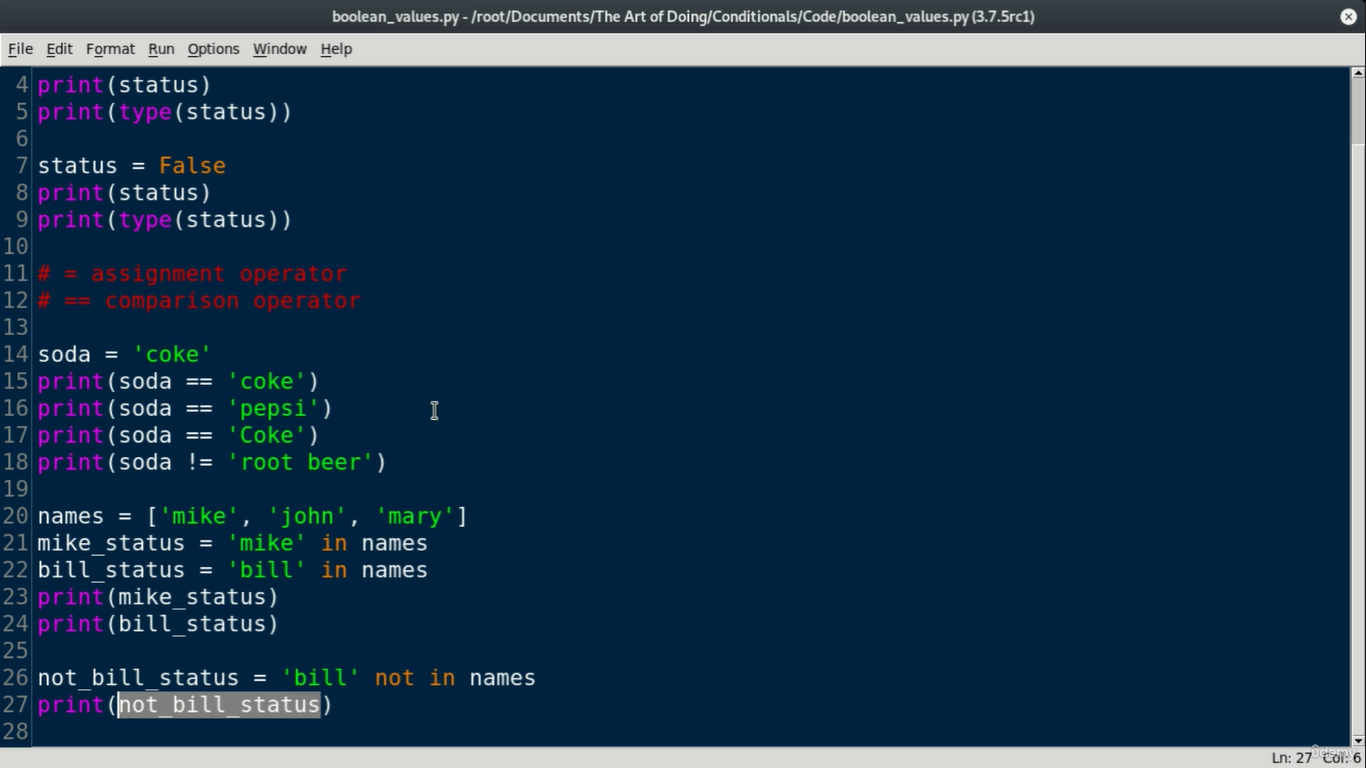 boolean_values.py - /root/Documents/The Art of Doing/Conditionals/Code/boolean_values.py (3.7.5rc1)
File Edit Format Run Options Window Help
4 print(status)
5 print(type(status))
6
7 status = False
8 print(status)
9 print(type(status))
10
11 # = assignment operator
12 # == comparison operator
13
14 soda = 'coke'
15 print(soda == 'coke')
16 print(soda == 'pepsi')
17 print(soda == 'Coke')
18 print(soda != 'root beer')
19
20 names = ['mike', 'john', 'mary']
21 mike_status = 'mike' in names
22 bill_status = 'bill' in names
23 print(mike_status)
24 print(bill_status)
25
26 not_bill_status = 'bill' not in names
27 print(not_bill_status)
28
Udemy
Ln: 27 Col: 6